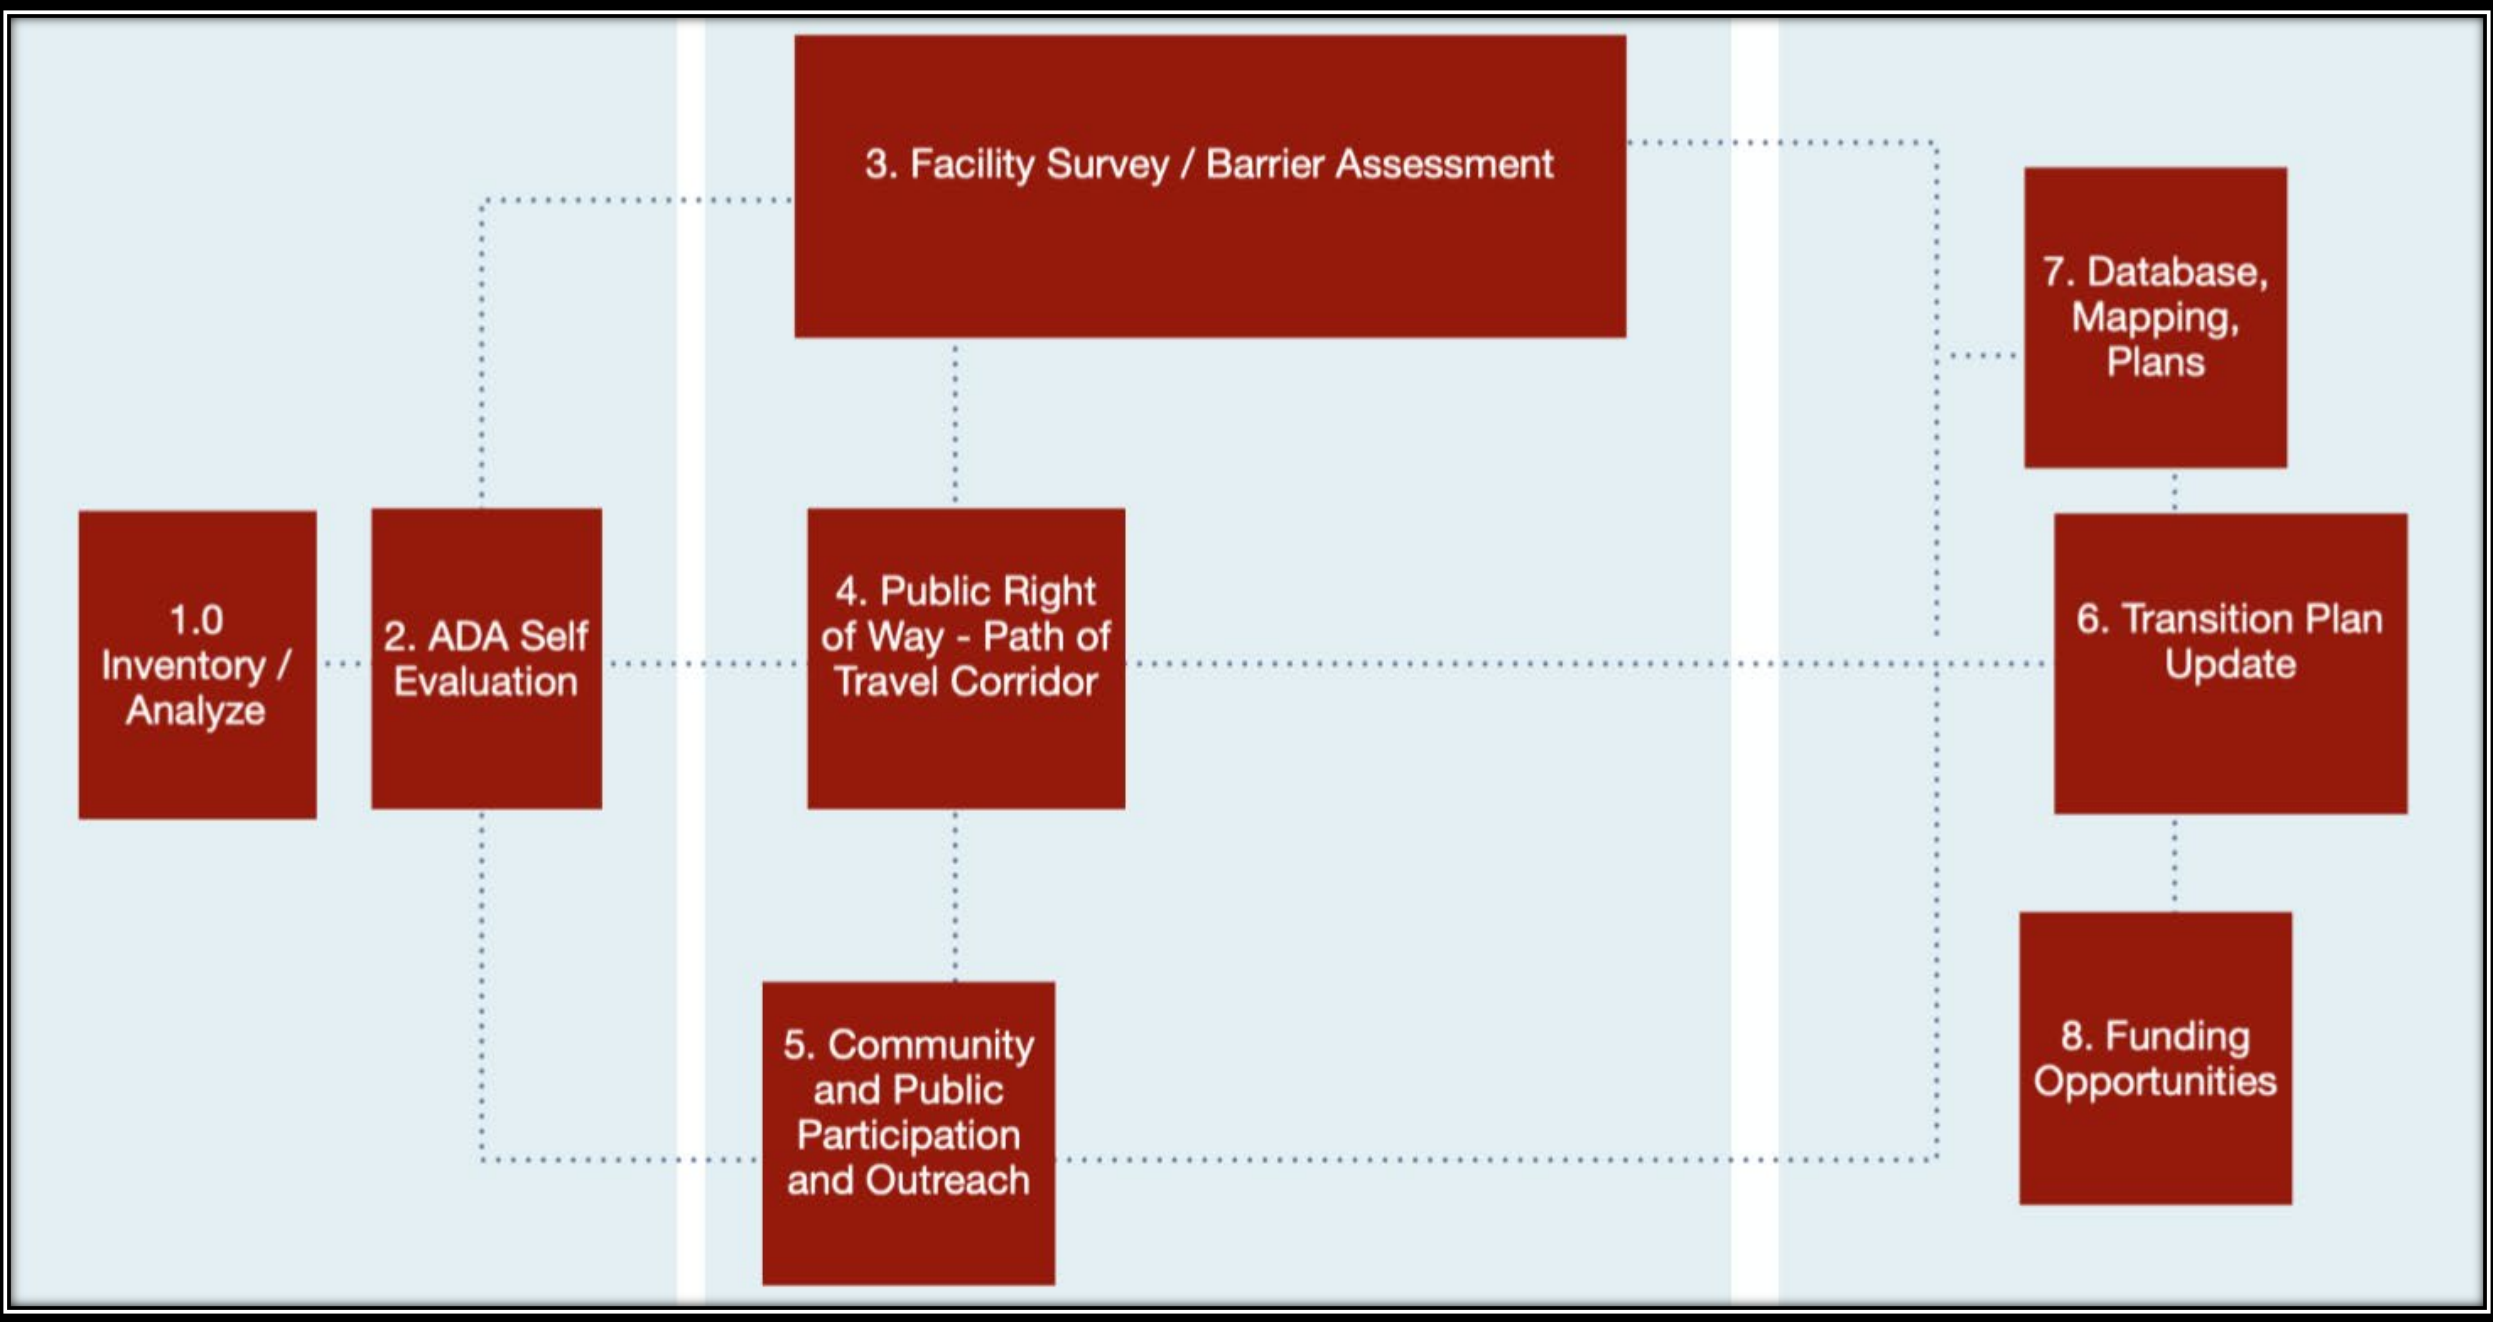 3. Facility Survey / Barrier Assessment
7. Database,
Mapping,
Plans
1.0
Inventory /
Analyze
2. ADA Self
Evaluation
4. Public Right
of Way - Path of
Travel Corridor
6. Transition Plan
Update
5. Community
and Public
Participation
and Outreach
8. Funding
Opportunities